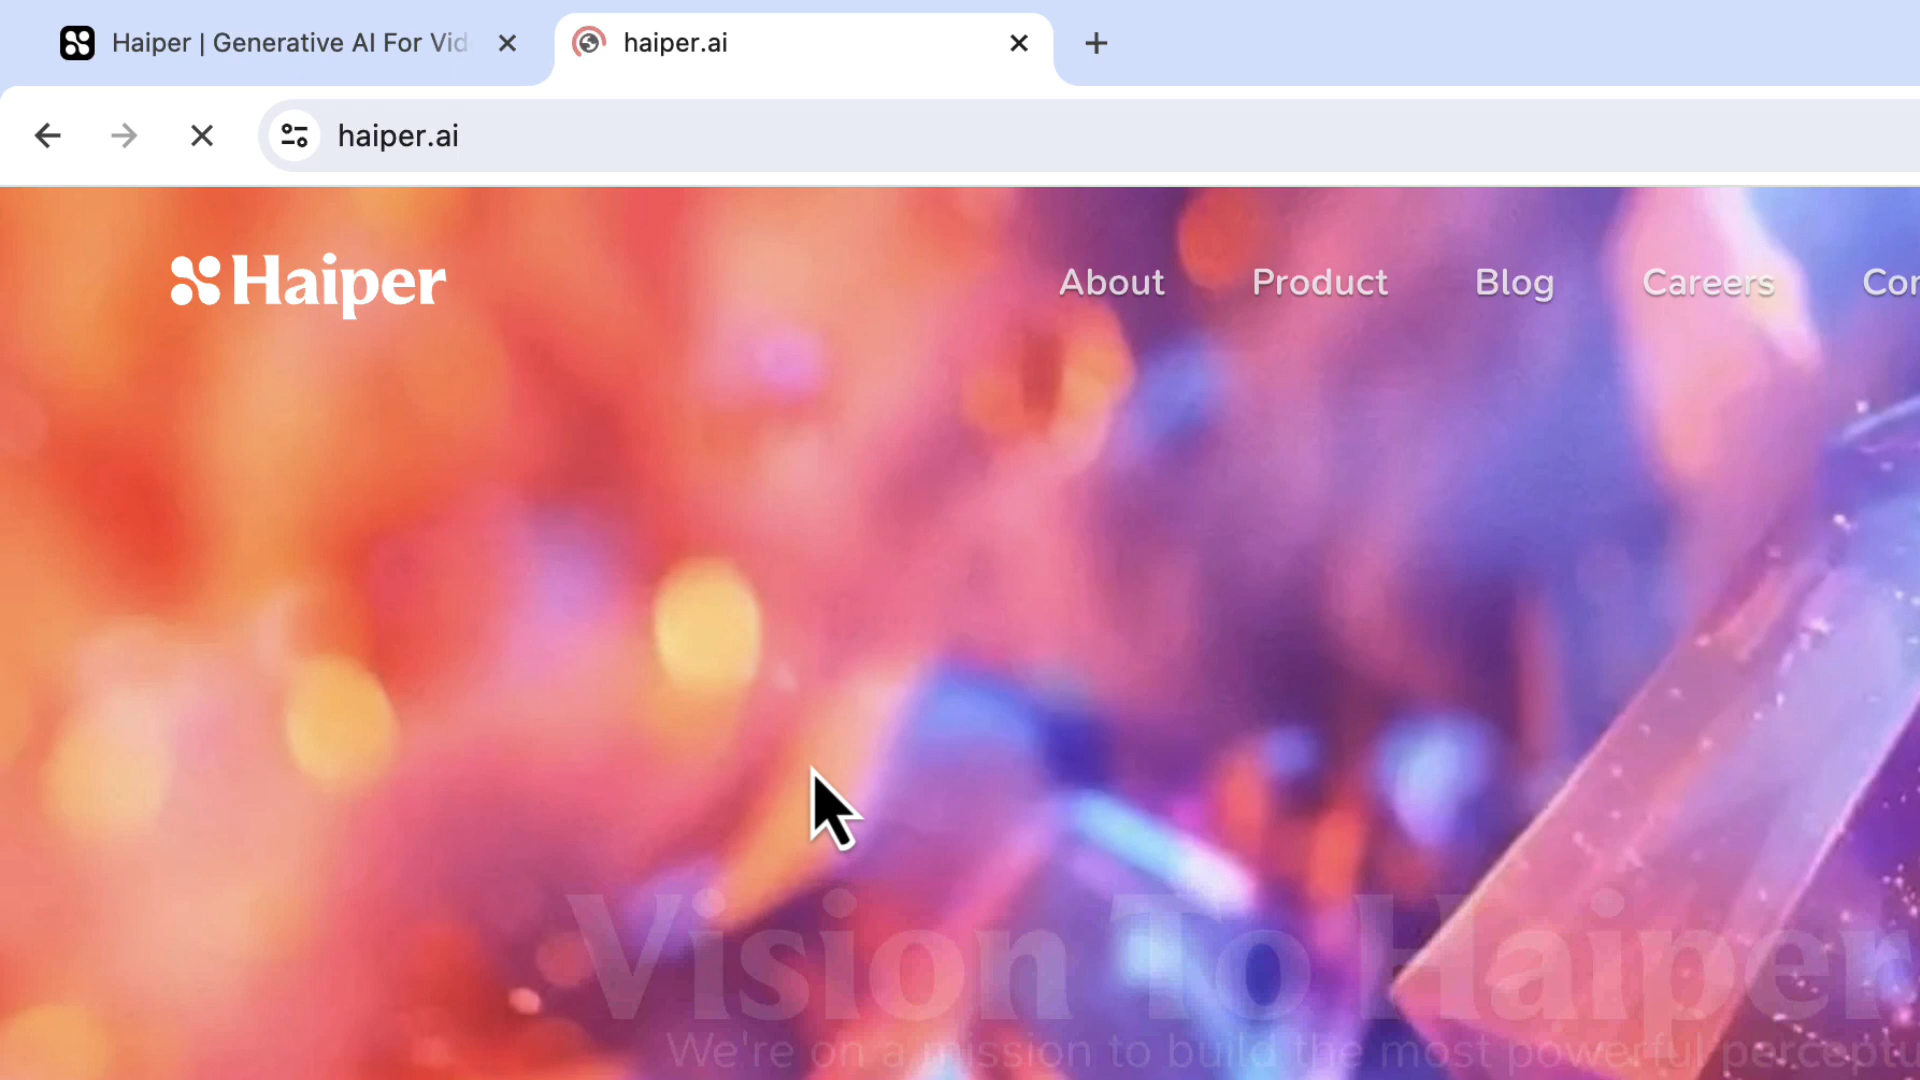 Haiper | Generative AI For Vid
haiper.ai
haiper.ai
Haiper
About Product Blog Careers
Vision To Haiper
We're on a mission to build the most powerful